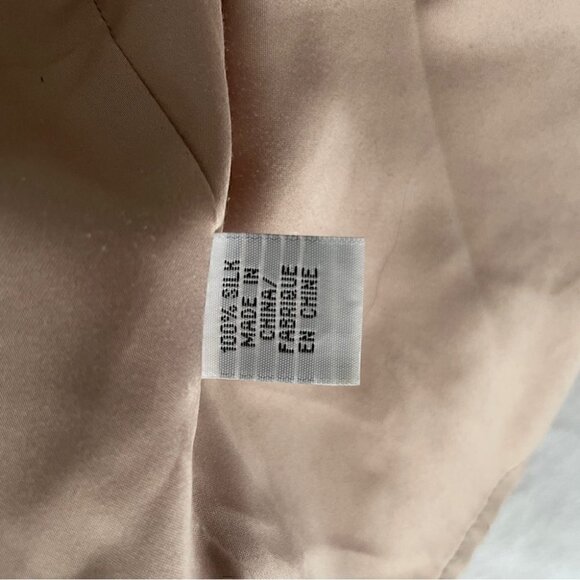 100% SILK
MADE IN
CHINA/
FABRIQUE
EN CHINE